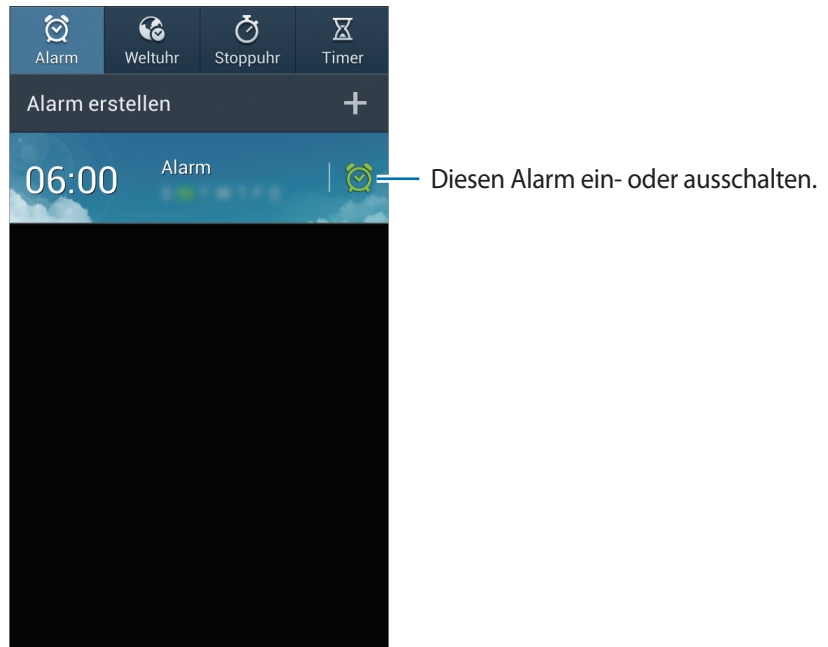 Alarm Weltuhr Stoppuhr Timer
Alarm erstellen
06:00 Alarm
Diesen Alarm ein- oder ausschalten.